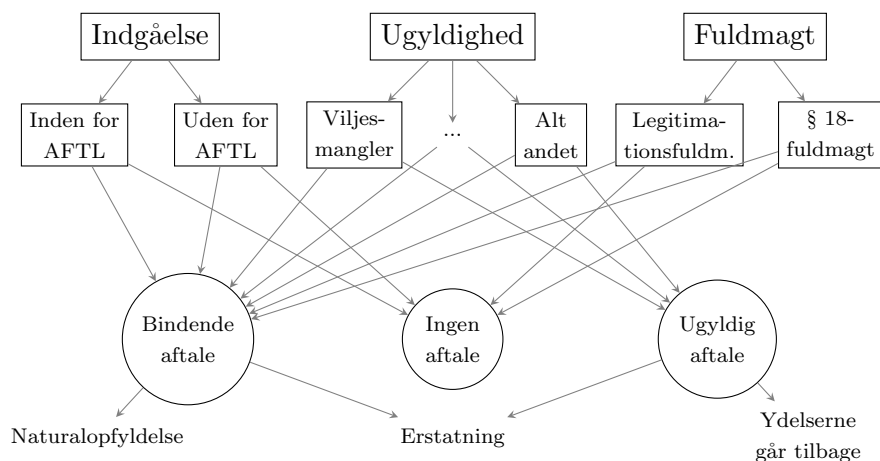 Indgåelse
Ugyldighed
Fuldmagt
Inden for
AFTL
Uden for
AFTL
Viljes-
mangler
...
Alt
andet
Legitima-
tionsfuldm.
§ 18-
fuldmagt
Bindende
aftale
Ingen
aftale
Ugyldig
aftale
Naturalopfyldelse
Erstatning
Ydelserne
går tilbage